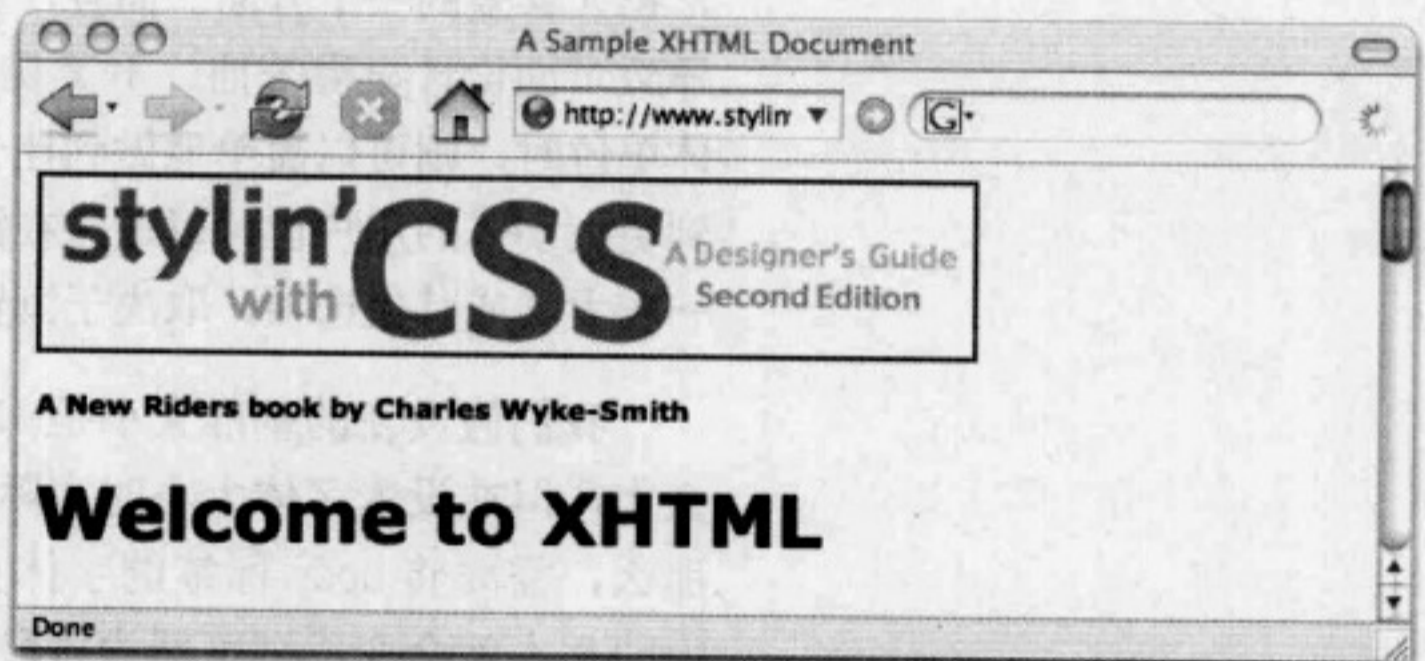 A Sample XHTML Document
http://www.stylin
G
stylin' with CSS A Designer's Guide
Second Edition
A New Riders book by Charles Wyke-Smith
Welcome to XHTML
Done